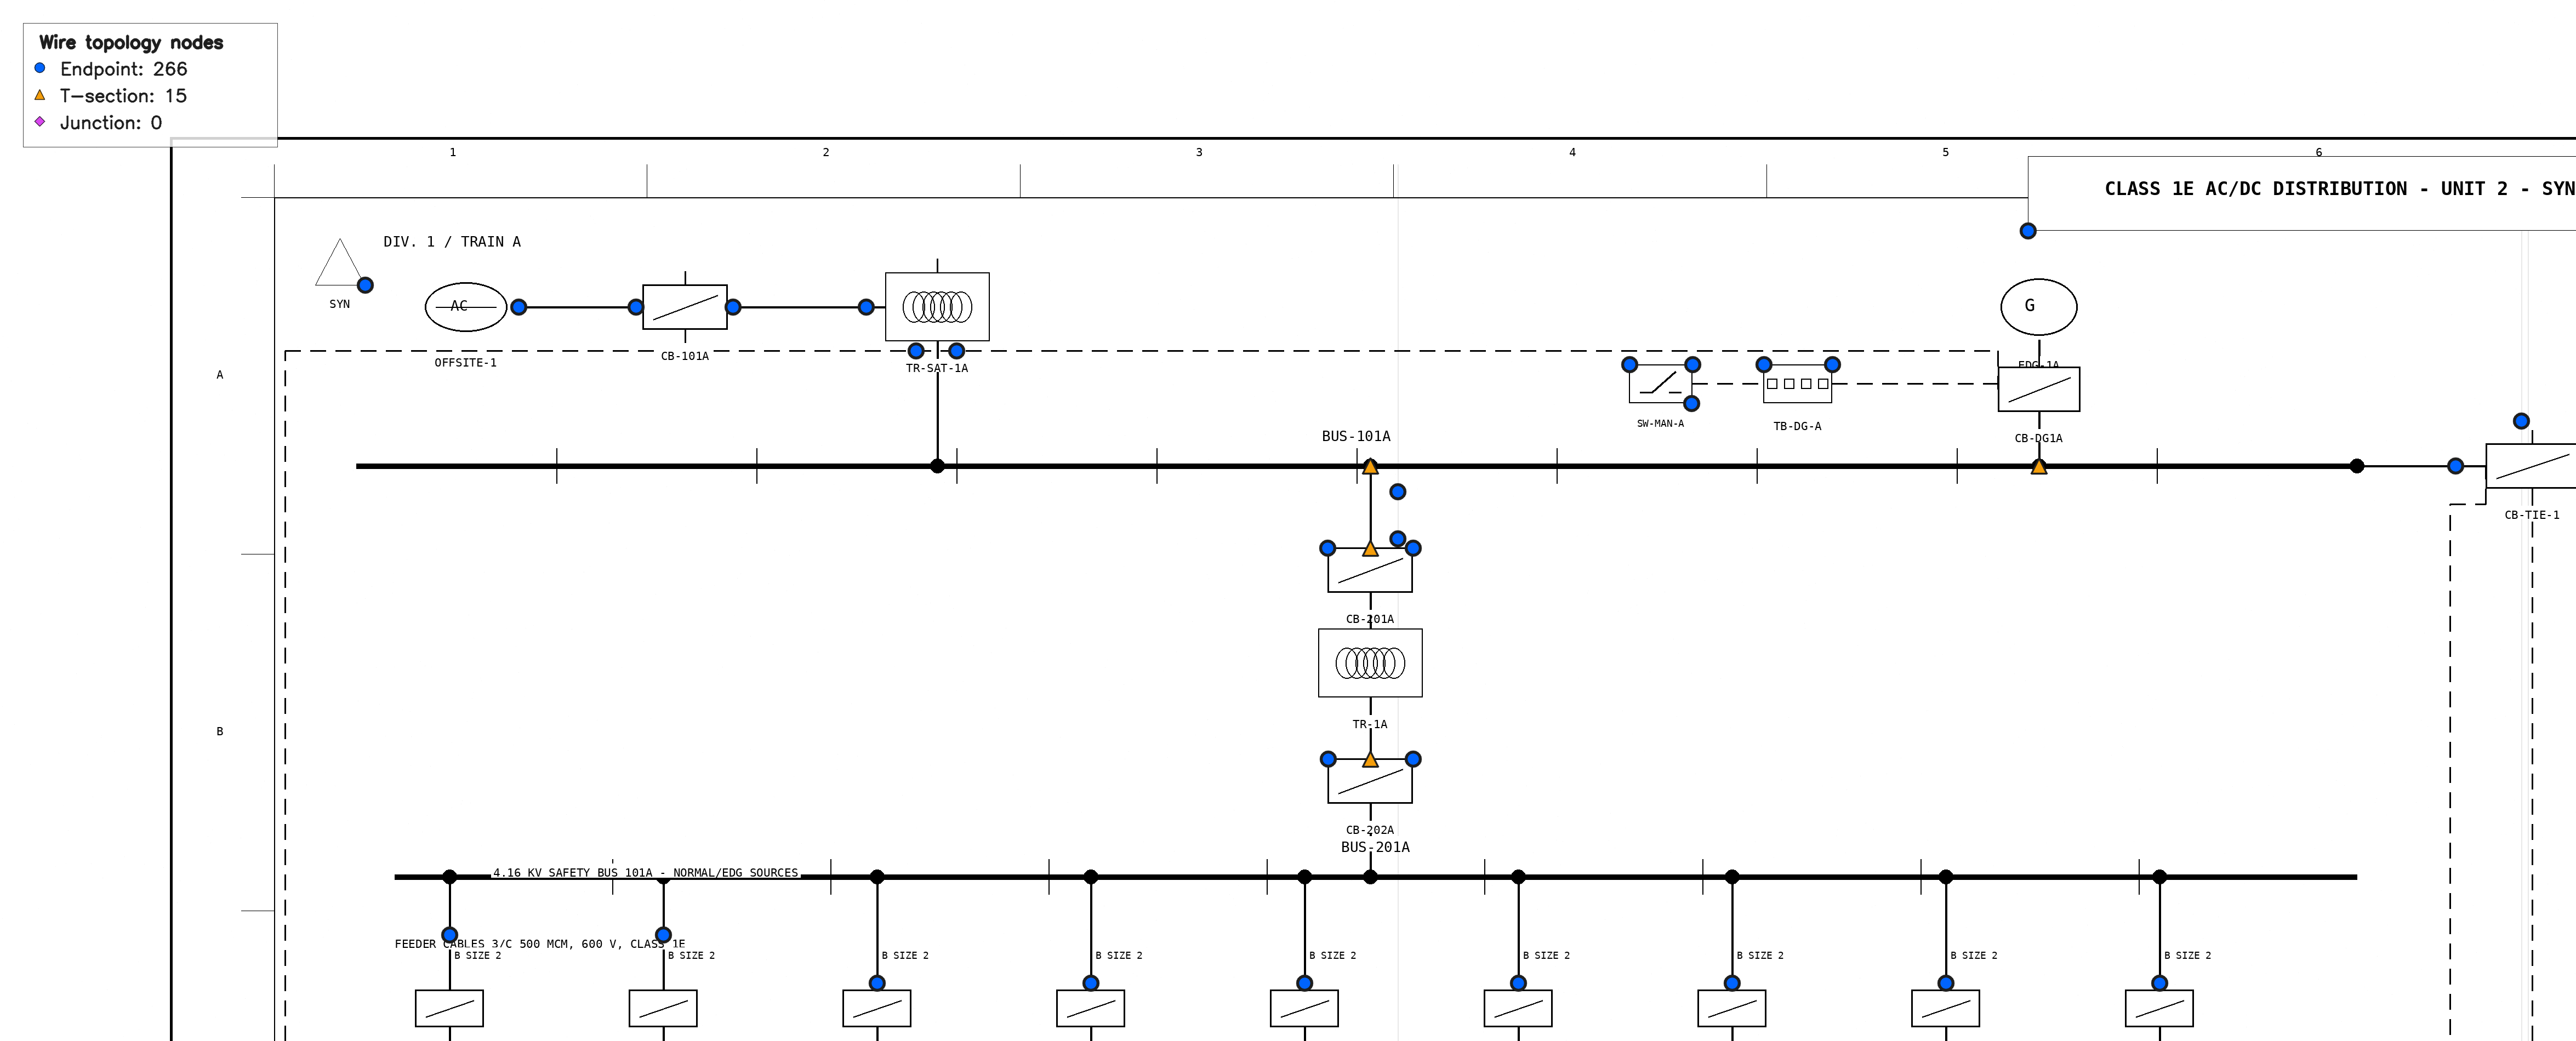 Wire topology nodes
Endpoint: 266
T-section: 15
Junction: 0
1 2 3 4 5 6
CLASS 1E AC/DC DISTRIBUTION - UNIT 2 - SYN
DIV. 1 / TRAIN A
SYN
AC
G
OFFSITE-1
CB-101A
TR-SAT-1A
EDG-1A
A
SW-MAN-A
TB-DG-A
CB-DG1A
BUS-101A
CB-TIE-1
CB-201A
TR-1A
B
CB-202A
BUS-201A
4.16 KV SAFETY BUS 101A - NORMAL/EDG SOURCES
FEEDER CABLES 3/C 500 MCM, 600 V, CLASS 1E
B SIZE 2 B SIZE 2 B SIZE 2 B SIZE 2 B SIZE 2 B SIZE 2 B SIZE 2 B SIZE 2 B SIZE 2